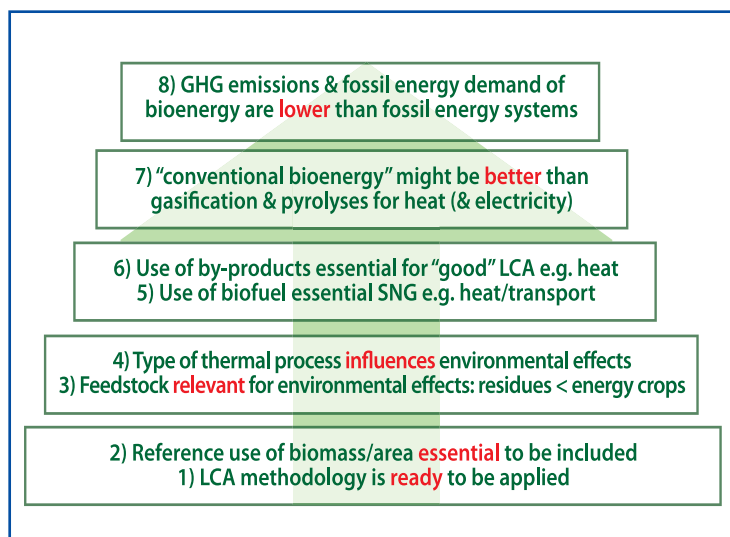 8) GHG emissions & fossil energy demand of
bioenergy are lower than fossil energy systems
7) “conventional bioenergy” might be better than
gasification & pyrolyses for heat (& electricity)
6) Use of by-products essential for “good” LCA e.g. heat
5) Use of biofuel essential SNG e.g. heat/transport
4) Type of thermal process influences environmental effects
3) Feedstock relevant for environmental effects: residues < energy crops
2) Reference use of biomass/area essential to be included
1) LCA methodology is ready to be applied